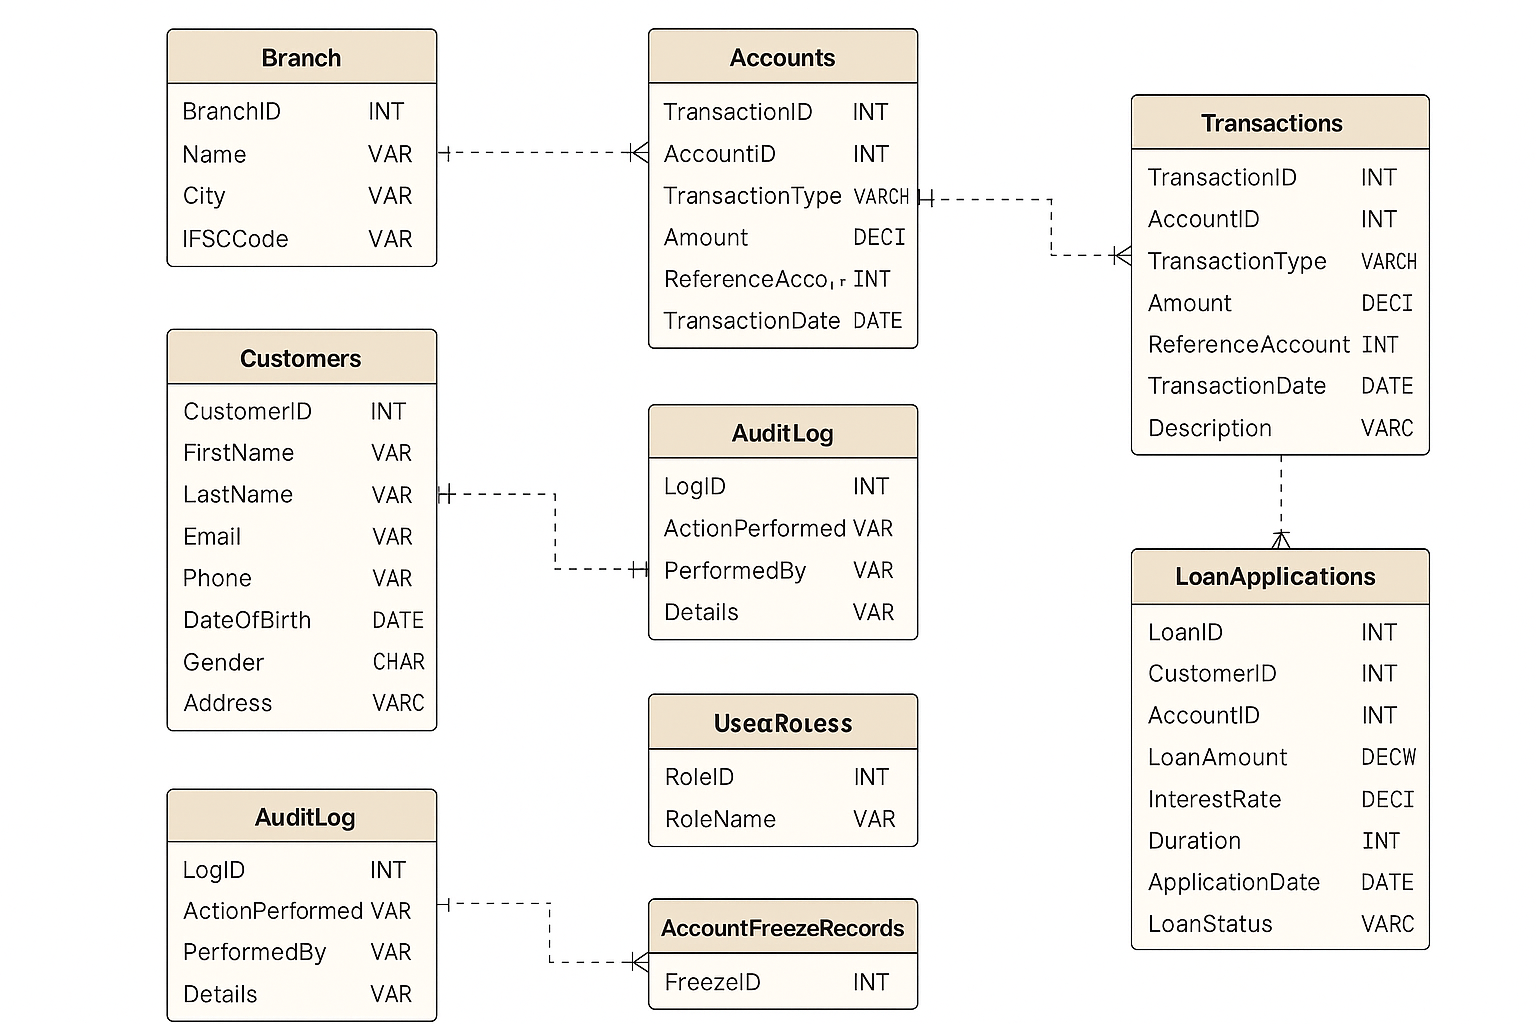 Branch
BranchID INT
Name VAR
City VAR
IFSCCode VAR
Customers
CustomerID INT
FirstName VAR
LastName VAR
Email VAR
Phone VAR
DateOfBirth DATE
Gender CHAR
Address VARC
AuditLog
LogID INT
ActionPerformed VAR
PerformedBy VAR
Details VAR
Accounts
TransactionID INT
AccountiD INT
TransactionType VARCH
Amount DECI
INT
TransactionDate DATE
AuditLog
LogID INT
ActionPerformed VAR
PerformedBy VAR
Details VAR
RoleID INT
RoleName VAR
AccountFreezeRecords
FreezeID INT
Transactions
TransactionID INT
AccountID INT
TransactionType VARCH
Amount DECI
ReferenceAccount INT
TransactionDate DATE
Description VARC
LoanApplications
LoanID INT
CustomerID INT
AccountID INT
LoanAmount DECW
InterestRate DECI
Duration INT
ApplicationDate DATE
LoanStatus VARC